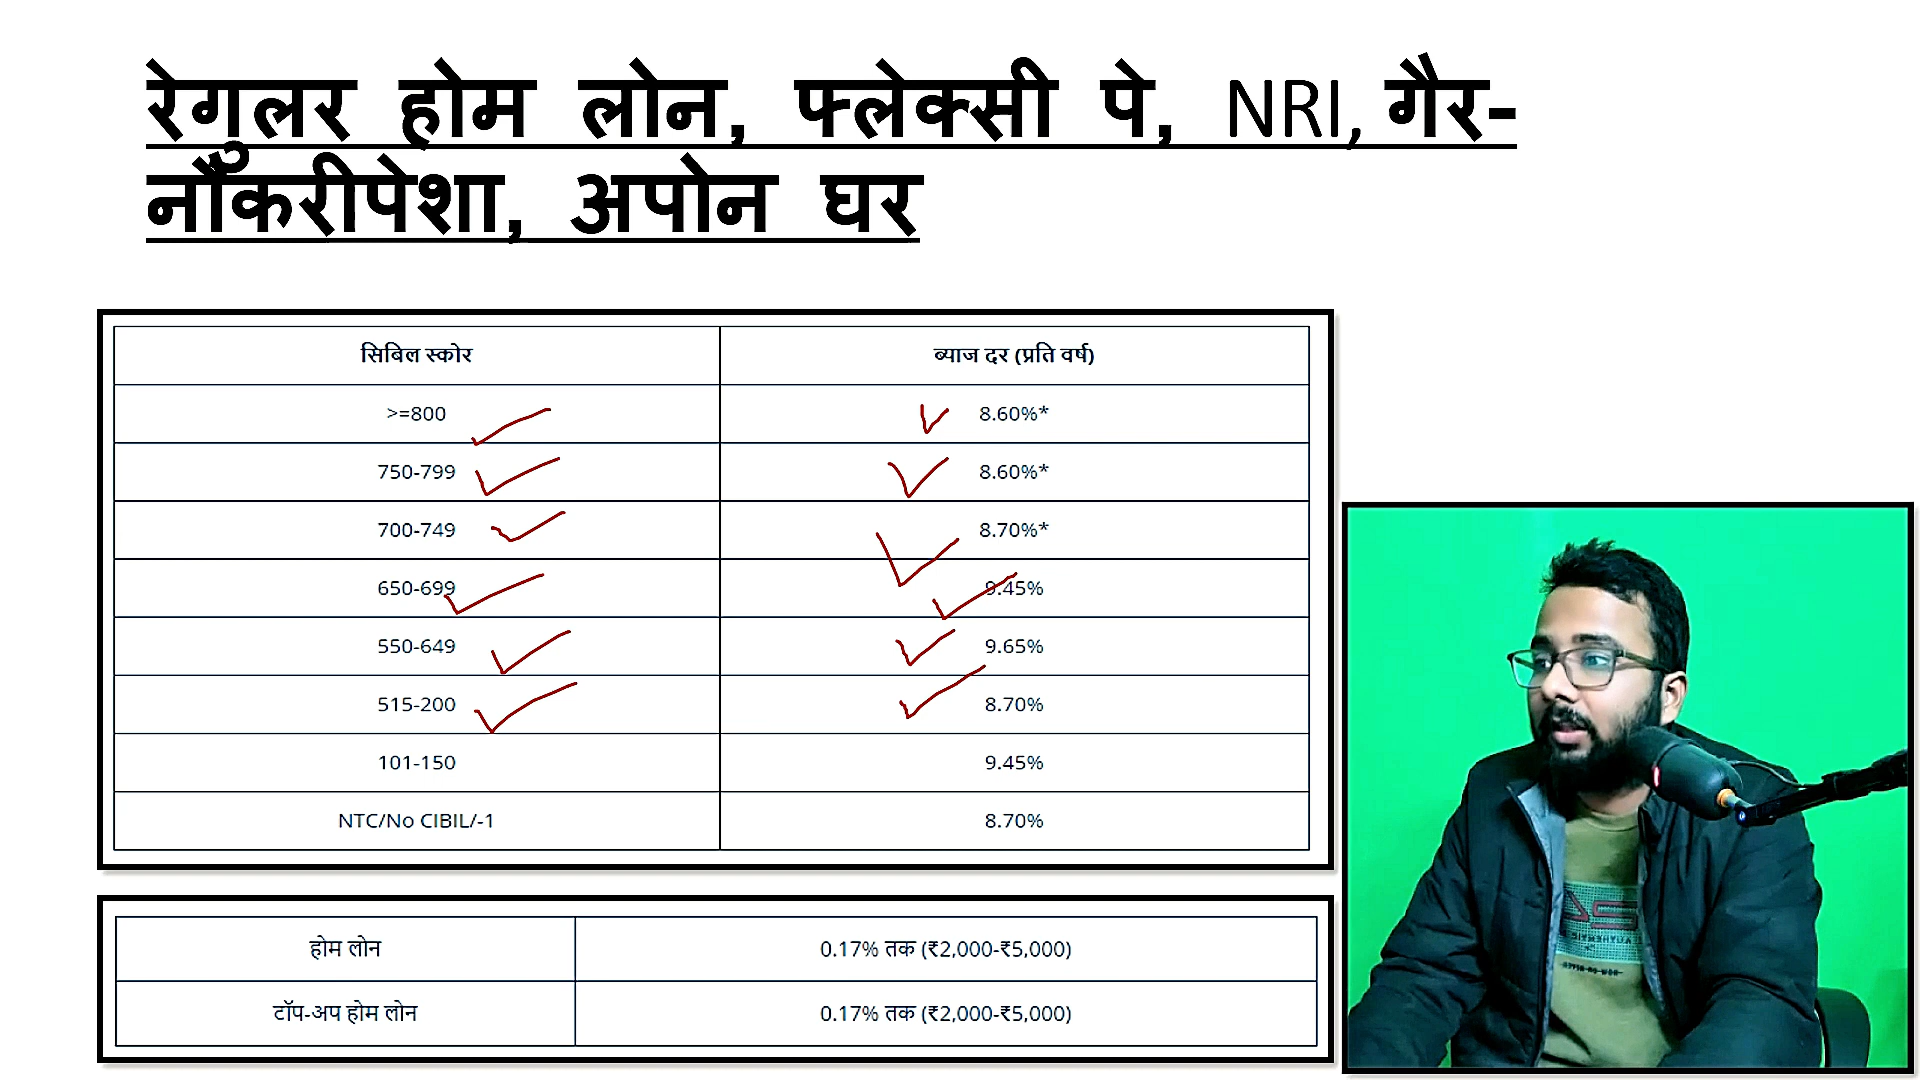 रेगुलर होम लोन, फ्लेक्सी पे, NRI, गैर-
नौकरीपेशा, अपोन घर
सिबिल स्कोर ब्याज दर (प्रति वर्ष)
>=800 8.60%*
750-799 8.60%*
700-749 8.70%*
650-699 9.45%
550-649 9.65%
515-200 8.70%
101-150 9.45%
NTC/No CIBIL/-1 8.70%
होम लोन 0.17% तक (₹2,000-₹5,000)
टॉप-अप होम लोन 0.17% तक (₹2,000-₹5,000)